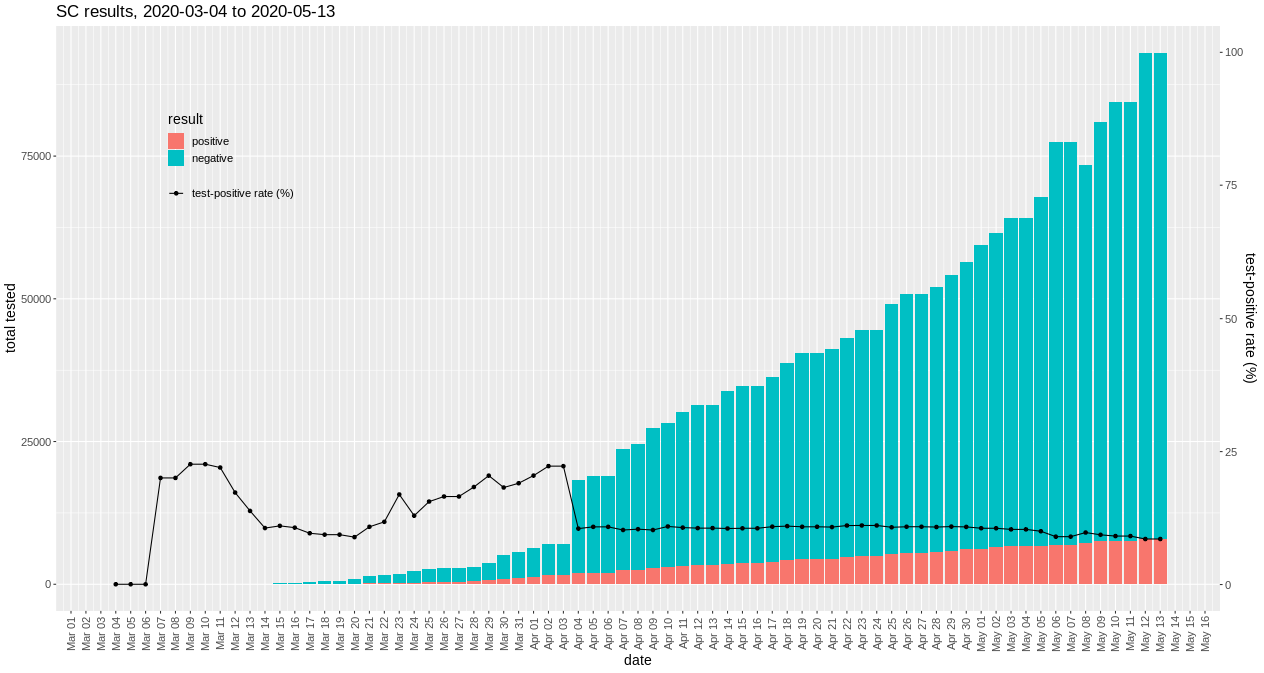 SC results, 2020-03-04 to 2020-05-13
result
positive
negative
test-positive rate (%)
total tested
75000
50000
25000
0
100
75
50
25
0
test-positive rate (%)
Mar 01
Mar 02
Mar 03
Mar 04
Mar 05
Mar 06
Mar 07
Mar 08
Mar 09
Mar 10
Mar 11
Mar 12
Mar 13
Mar 14
Mar 15
Mar 16
Mar 17
Mar 18
Mar 19
Mar 20
Mar 21
Mar 22
Mar 23
Mar 24
Mar 25
Mar 26
Mar 27
Mar 28
Mar 29
Mar 30
Mar 31
Apr 01
Apr 02
Apr 03
Apr 04
Apr 05
Apr 06
Apr 07
Apr 08
Apr 09
Apr 10
Apr 11
Apr 12
Apr 13
Apr 14
Apr 15
Apr 16
Apr 17
Apr 18
Apr 19
Apr 20
Apr 21
Apr 22
Apr 23
Apr 24
Apr 25
Apr 26
Apr 27
Apr 28
Apr 29
Apr 30
May 01
May 02
May 03
May 04
May 05
May 06
May 07
May 08
May 09
May 10
May 11
May 12
May 13
May 14
May 15
May 16
date